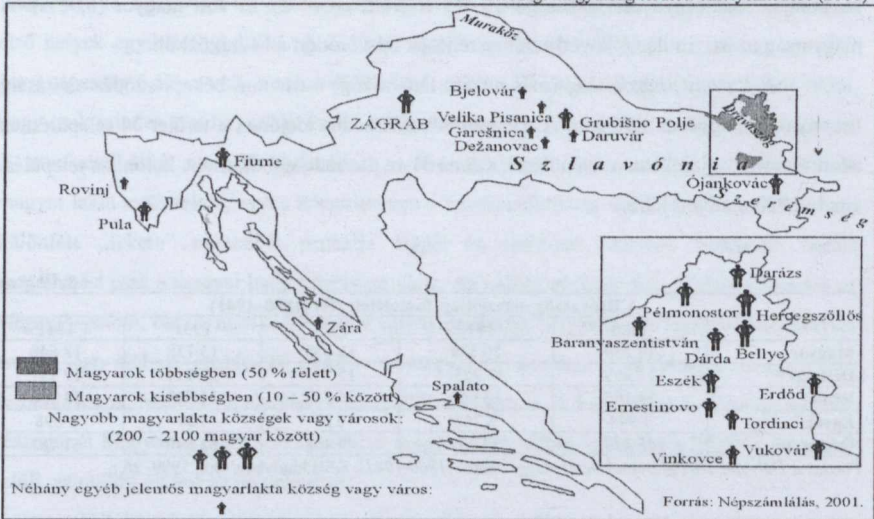 Muraköz
Bjelovár
ZÁGRÁB
Velika Pisanica
Grubišno Polje
Garešnica
Daruvár
Dežanovac
Szlavónia
Fiume
Rovinj
Ójankovác
Szerémség
Pula
Darázs
Zára
Pélmonostor
Hercegszőllős
Baranyaszentistván
Dárda
Bellye
Magyarok többségben (50 % felett)
Spalato
Eszék
Erdőd
Magyarok kisebbségben (10 – 50 % között)
Ernestinovo
Nagyobb magyarlakta községek vagy városok:
(200 – 2100 magyar között)
Tordinci
Vinkovce
Vukovár
Néhány egyéb jelentős magyarlakta község vagy város:
Forrás: Népszámlálás, 2001.